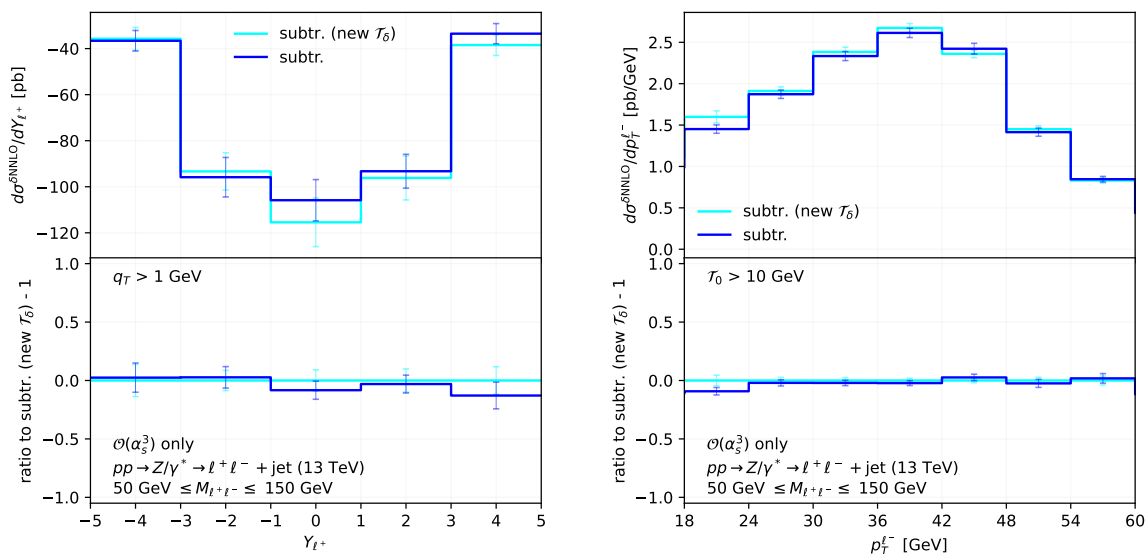 dσ^{δNNLO}/dY_{ℓ⁺} [pb]
−40
−60
−80
−100
−120
subtr. (new 𝒯_δ)
subtr.
ratio to subtr. (new 𝒯_δ) - 1
1.0
0.5
0.0
−0.5
−1.0
q_T > 1 GeV
𝒪(α_s^3) only
pp → Z/γ* → ℓ⁺ℓ⁻ + jet (13 TeV)
50 GeV ≤ M_{ℓ⁺ℓ⁻} ≤ 150 GeV
−5 −4 −3 −2 −1 0 1 2 3 4 5
Y_{ℓ⁺}
dσ^{δNNLO}/dp_T^{ℓ⁻} [pb/GeV]
2.5
2.0
1.5
1.0
0.5
0.0
subtr. (new 𝒯_δ)
subtr.
ratio to subtr. (new 𝒯_δ) - 1
1.0
0.5
0.0
−0.5
−1.0
𝒯_0 > 10 GeV
𝒪(α_s^3) only
pp → Z/γ* → ℓ⁺ℓ⁻ + jet (13 TeV)
50 GeV ≤ M_{ℓ⁺ℓ⁻} ≤ 150 GeV
18 24 30 36 42 48 54 60
p_T^{ℓ⁻} [GeV]